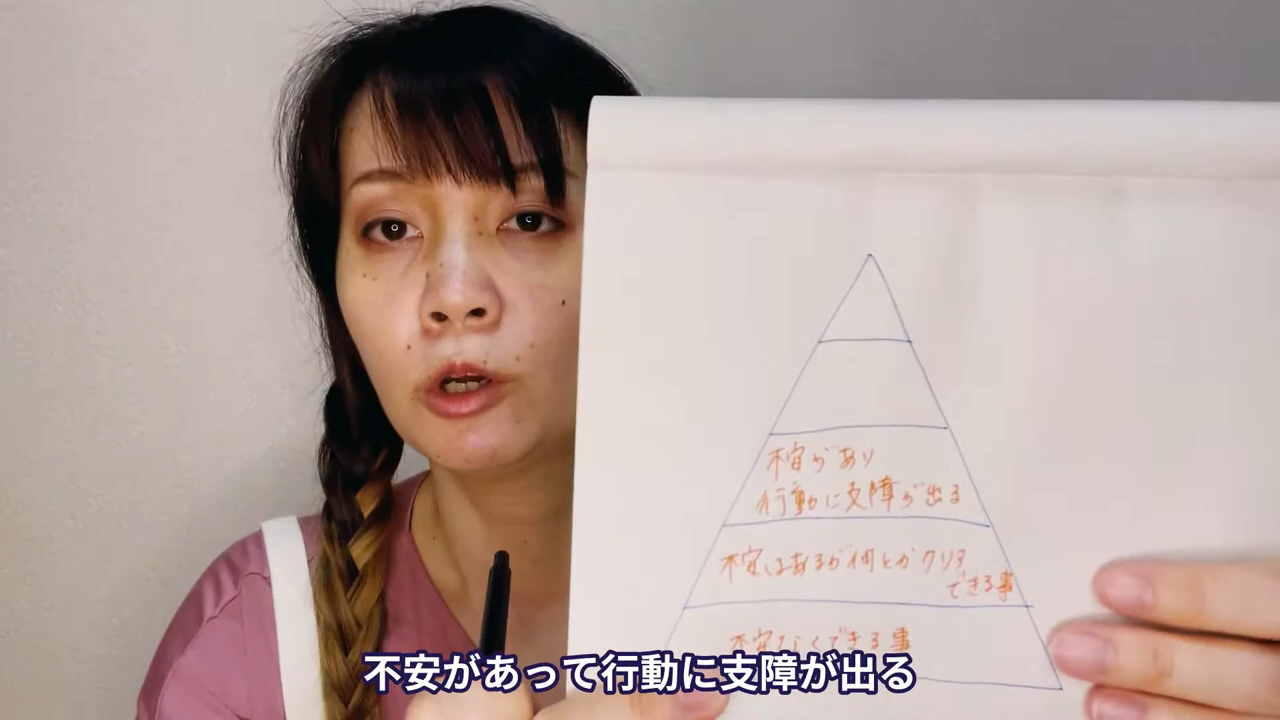 不安があり
行動に支障が出る
不安はあるが何とかクリア
できる事
不安なくできる事
不安があって行動に支障が出る